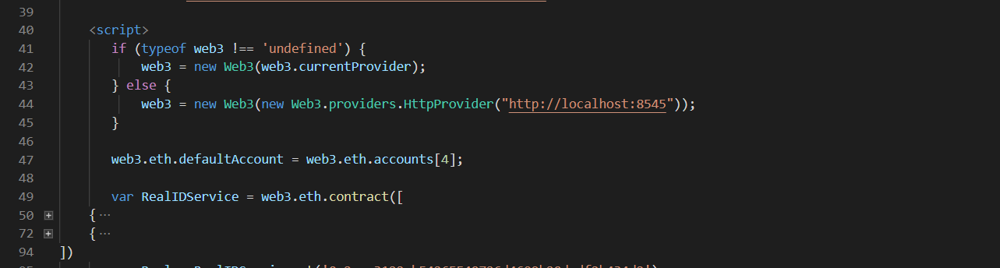 39
40 <script>
41 if (typeof web3 !== 'undefined') {
42 web3 = new Web3(web3.currentProvider);
43 } else {
44 web3 = new Web3(new Web3.providers.HttpProvider("http://localhost:8545"));
45 }
46
47 web3.eth.defaultAccount = web3.eth.accounts[4];
48
49 var RealIDService = web3.eth.contract([
50 {···
72 {···
94 ])